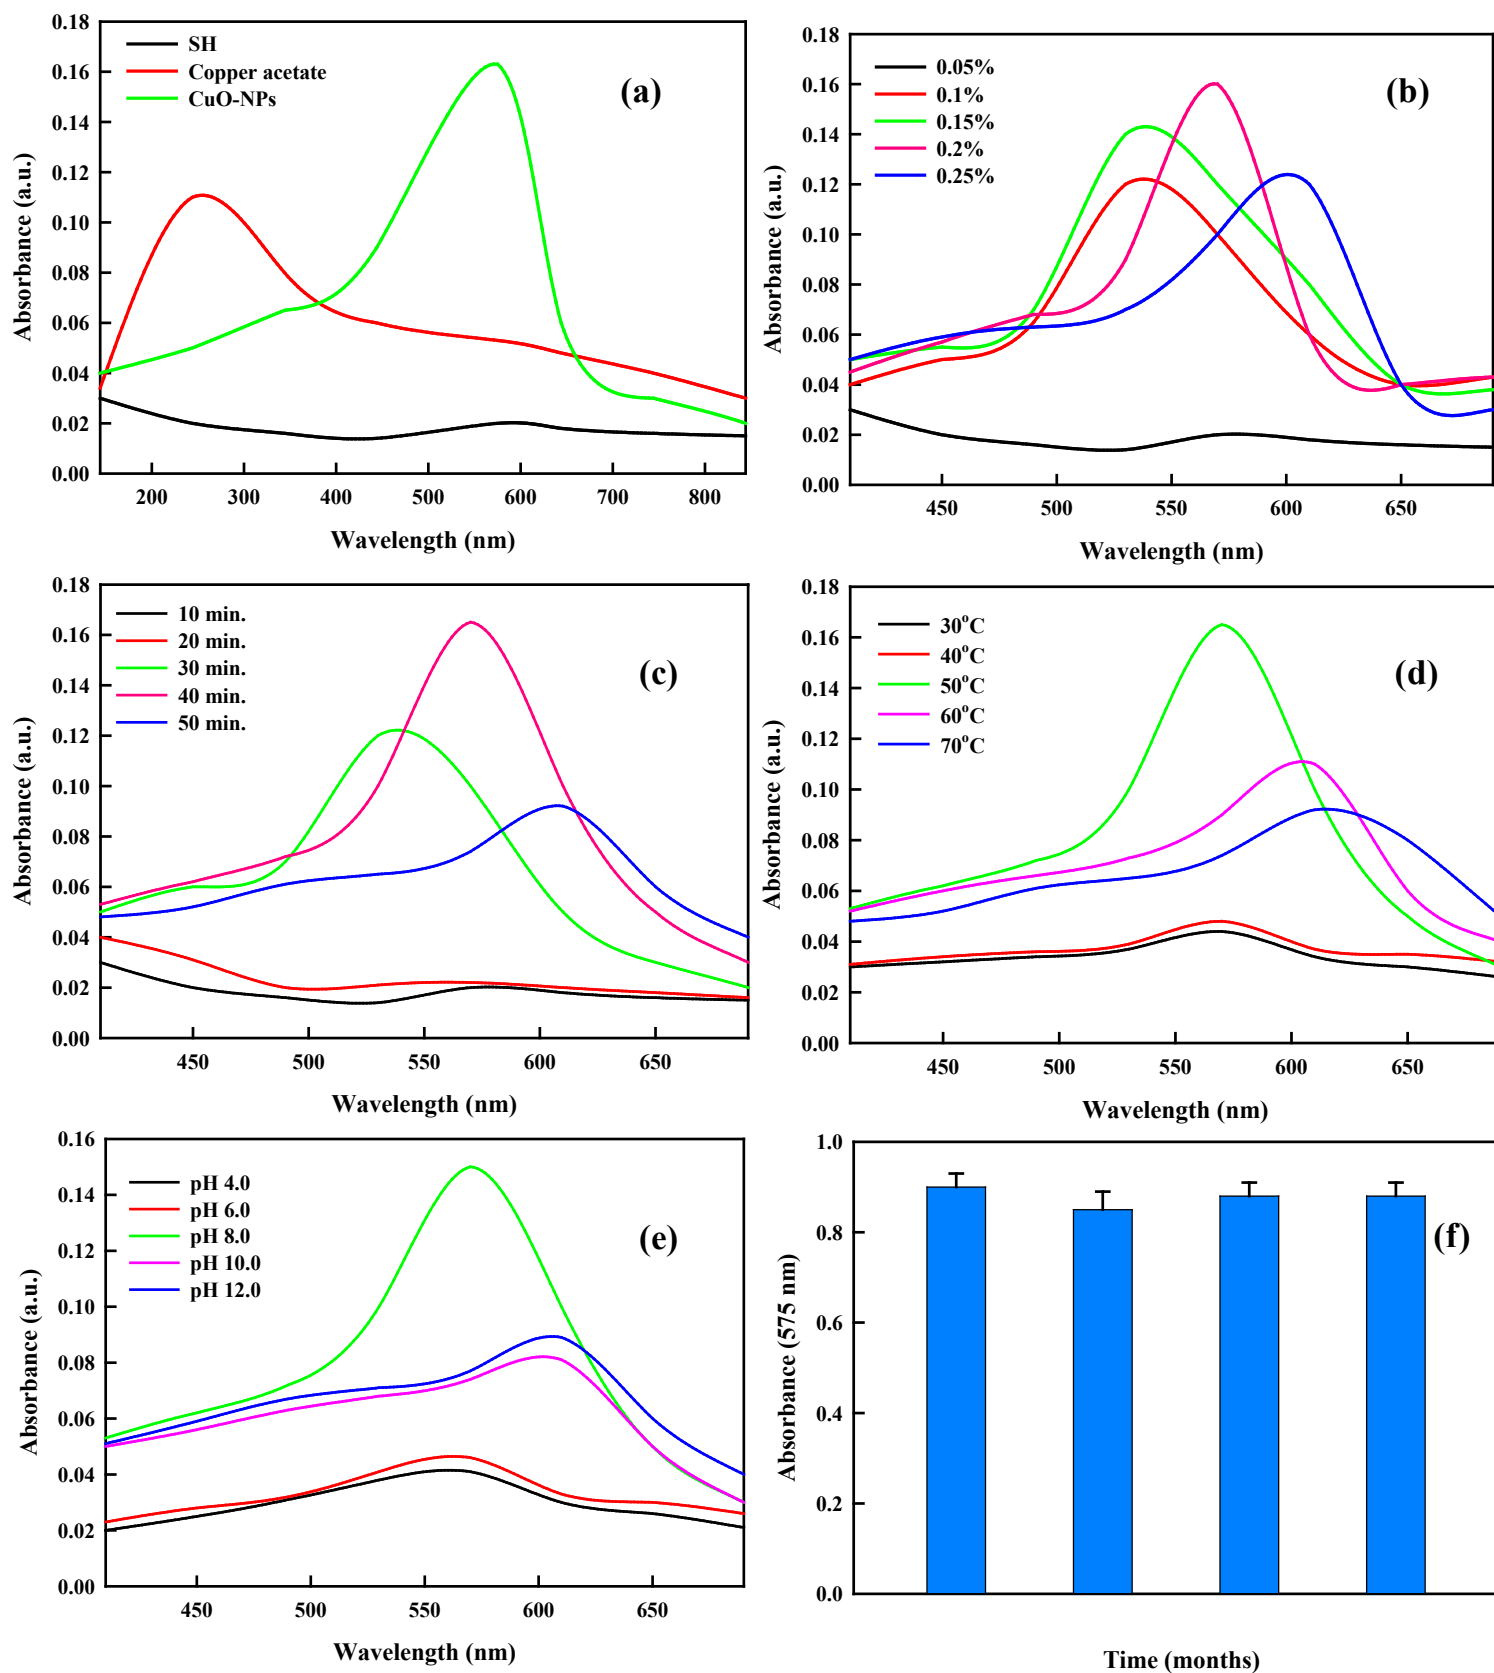 0.18
0.16
0.14
0.12
0.10
0.08
0.06
0.04
0.02
0.00
Absorbance (a.u.)
SH
Copper acetate
CuO-NPs
(a)
200 300 400 500 600 700 800
Wavelength (nm)
0.18
0.16
0.14
0.12
0.10
0.08
0.06
0.04
0.02
0.00
Absorbance (a.u.)
0.05%
0.1%
0.15%
0.2%
0.25%
(b)
450 500 550 600 650
Wavelength (nm)
0.18
0.16
0.14
0.12
0.10
0.08
0.06
0.04
0.02
0.00
Absorbance (a.u.)
10 min.
20 min.
30 min.
40 min.
50 min.
(c)
450 500 550 600 650
Wavelength (nm)
0.18
0.16
0.14
0.12
0.10
0.08
0.06
0.04
0.02
0.00
Absorbance (a.u.)
30°C
40°C
50°C
60°C
70°C
(d)
450 500 550 600 650
Wavelength (nm)
0.16
0.14
0.12
0.10
0.08
0.06
0.04
0.02
0.00
Absorbance (a.u.)
pH 4.0
pH 6.0
pH 8.0
pH 10.0
pH 12.0
(e)
450 500 550 600 650
Wavelength (nm)
1.0
0.8
0.6
0.4
0.2
0.0
Absorbance (575 nm)
(f)
Time (months)